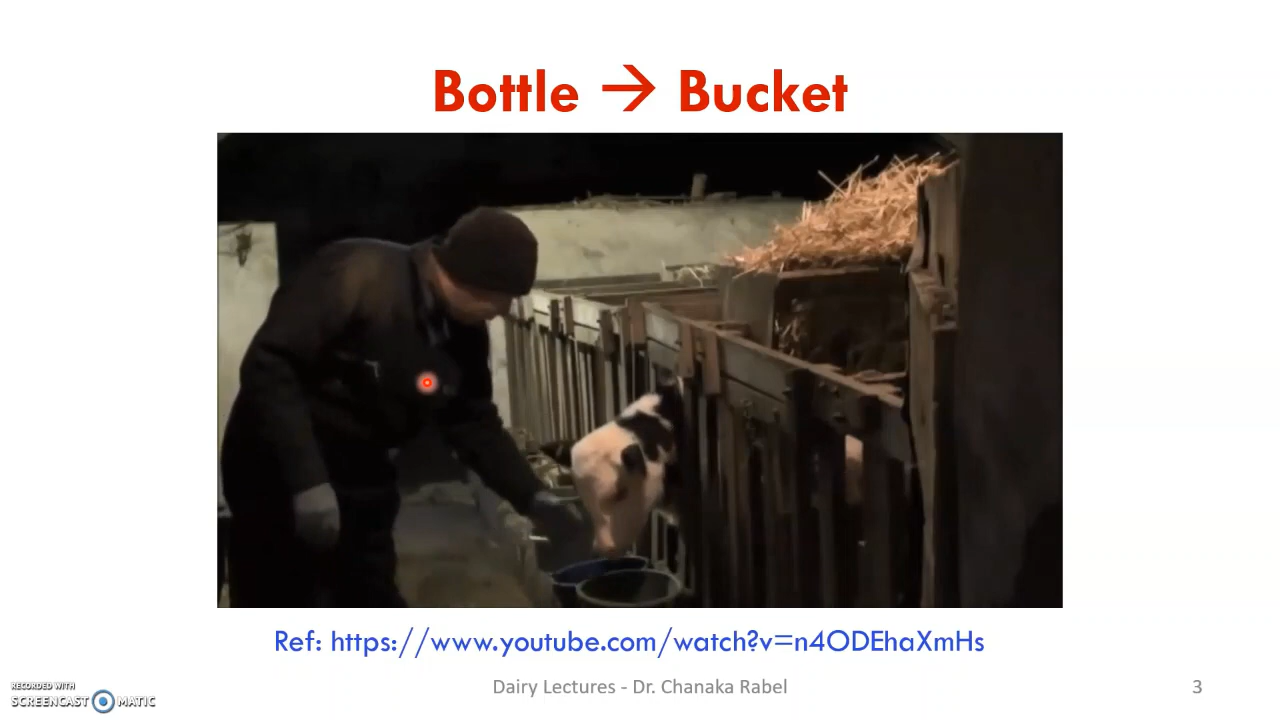 Bottle → Bucket
Ref: https://www.youtube.com/watch?v=n4ODEhaXmHs
RECORDED WITH
SCREENCAST MATIC
Dairy Lectures - Dr. Chanaka Rabel
3